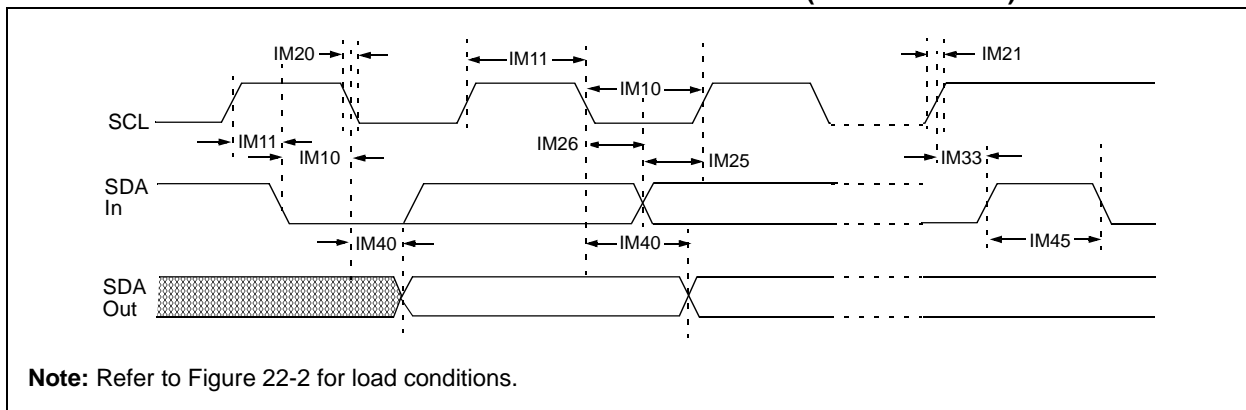 IM20
IM11
IM21
IM10
SCL
IM11
IM10
IM26
IM25
IM33
SDA
In
IM40
IM40
IM45
SDA
Out
Note: Refer to Figure 22-2 for load conditions.